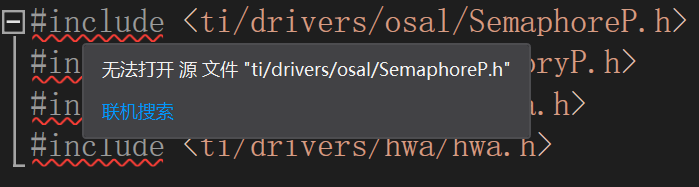 #include <ti/drivers/osal/SemaphoreP.h>
无法打开 源 文件 "ti/drivers/osal/SemaphoreP.h"
联机搜索
#in
oryP.h>
#in
a.h>
#include <ti/drivers/hwa/hwa.h>